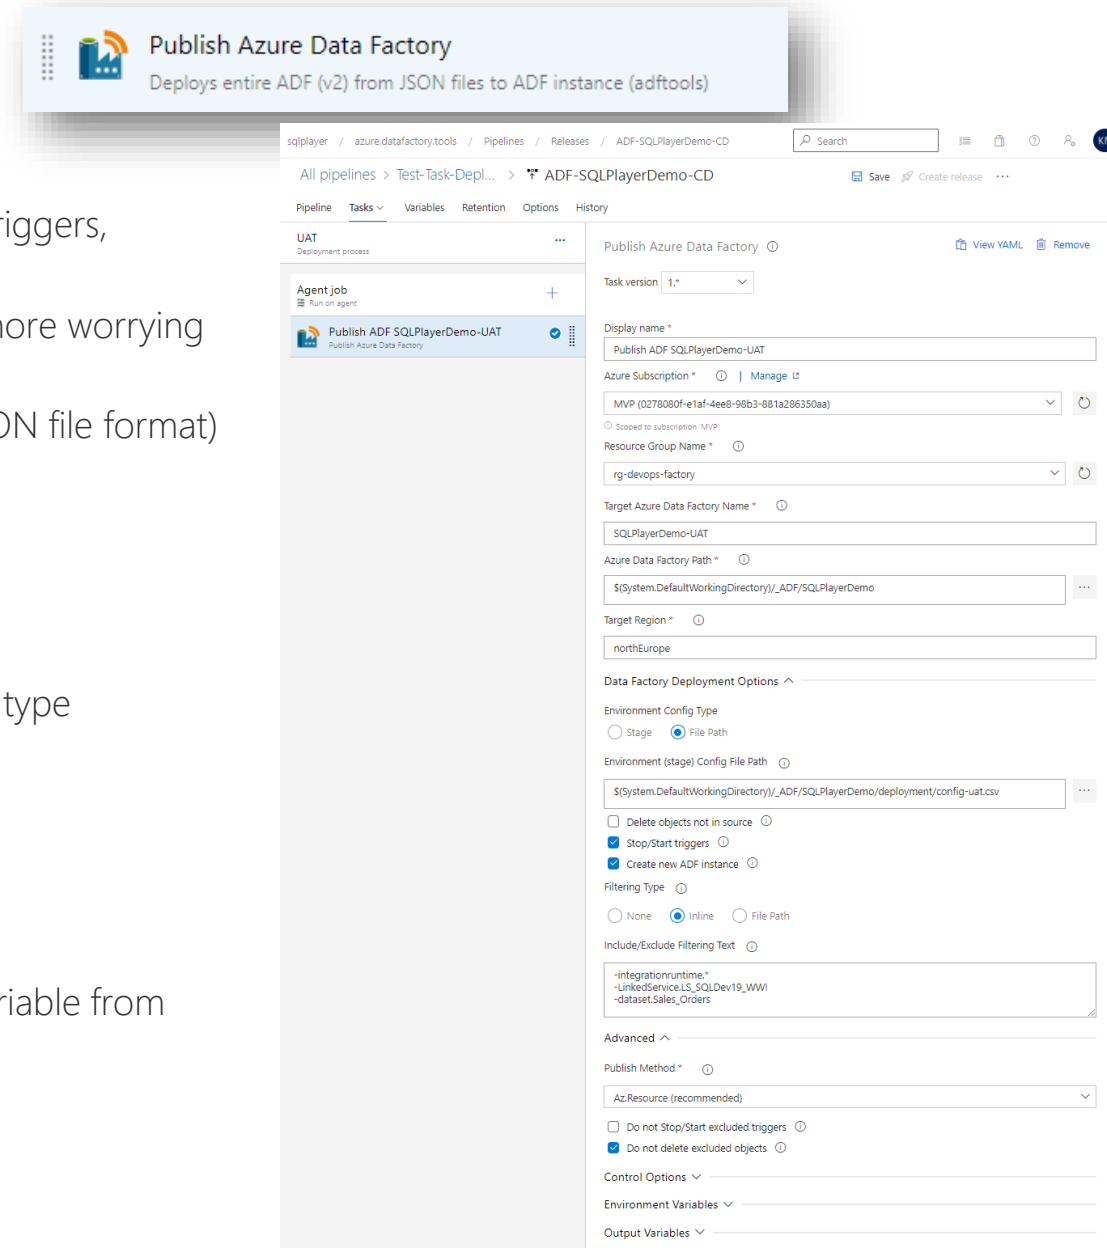 Publish Azure Data Factory
Deploys entire ADF (v2) from JSON files to ADF instance (adftools)
riggers,
nore worrying
ON file format)
type
riable from
sqlplayer / azure.datafactory.tools / Pipelines / Releases / ADF-SQLPlayerDemo-CD
Search
KN
All pipelines > Test-Task-Depl... > ADF-SQLPlayerDemo-CD
Save Create release ...
Pipeline Tasks Variables Retention Options History
UAT
Deployment process
Agent job
Run on agent
Publish ADF SQLPlayerDemo-UAT
Publish Azure Data Factory
Publish Azure Data Factory
View YAML Remove
Task version 1.*
Display name *
Publish ADF SQLPlayerDemo-UAT
Azure Subscription * | Manage
MVP (0278080f-e1af-4ee8-98b3-881a286350aa)
Scoped to subscription 'MVP'
Resource Group Name *
rg-devops-factory
Target Azure Data Factory Name *
SQLPlayerDemo-UAT
Azure Data Factory Path *
$(System.DefaultWorkingDirectory)/_ADF/SQLPlayerDemo
Target Region *
northEurope
Data Factory Deployment Options
Environment Config Type
Stage File Path
Environment (stage) Config File Path
$(System.DefaultWorkingDirectory)/_ADF/SQLPlayerDemo/deployment/config-uat.csv
Delete objects not in source
Stop/Start triggers
Create new ADF instance
Filtering Type
None Inline File Path
Include/Exclude Filtering Text
-integrationruntime.*
-LinkedService.LS_SQLDev19_WWI
-dataset.Sales_Orders
Advanced
Publish Method *
Az.Resource (recommended)
Do not Stop/Start excluded triggers
Do not delete excluded objects
Control Options
Environment Variables
Output Variables